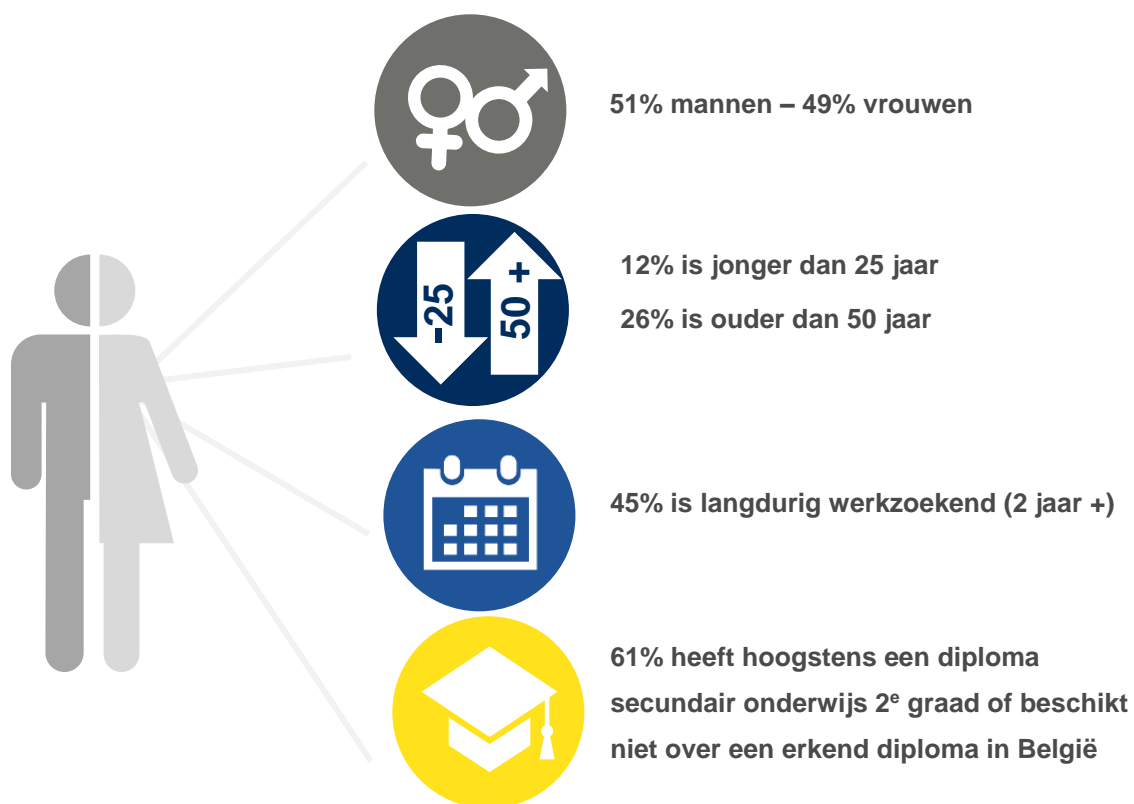 51% mannen – 49% vrouwen
-25
50 +
12% is jonger dan 25 jaar
26% is ouder dan 50 jaar
45% is langdurig werkzoekend (2 jaar +)
61% heeft hoogstens een diploma
secundair onderwijs 2ᵉ graad of beschikt
niet over een erkend diploma in België